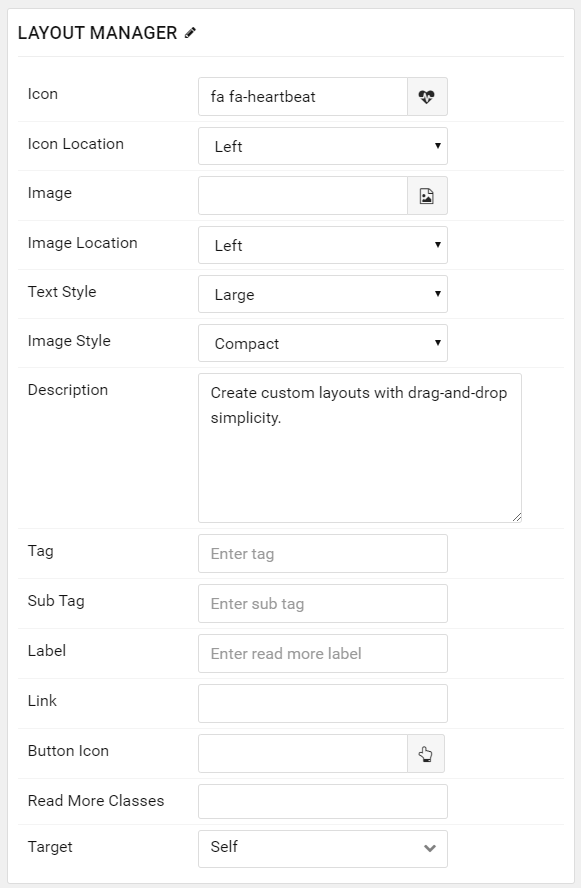 LAYOUT MANAGER
Icon
fa fa-heartbeat
Icon Location
Left
Image
Image Location
Left
Text Style
Large
Image Style
Compact
Description
Create custom layouts with drag-and-drop
simplicity.
Tag
Enter tag
Sub Tag
Enter sub tag
Label
Enter read more label
Link
Button Icon
Read More Classes
Target
Self